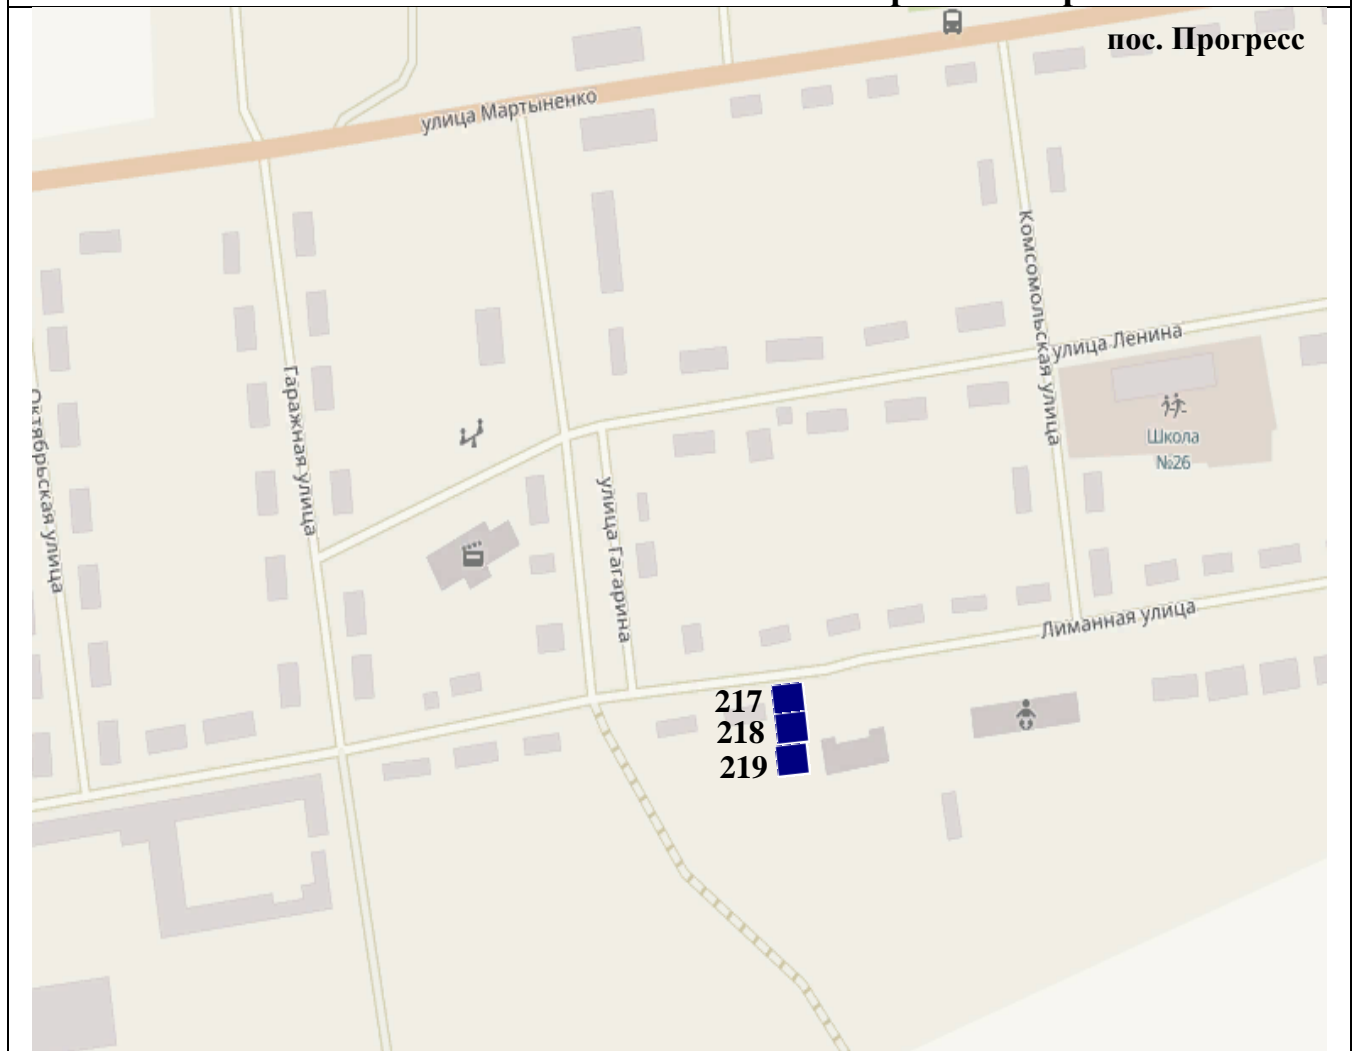 пос. Прогресс
улица Мартыненко
Комсомольская улица
улица Ленина
Гаражная улица
Октябрьская улица
Школа
№26
улица Гагарина
Лиманная улица
217
218
219